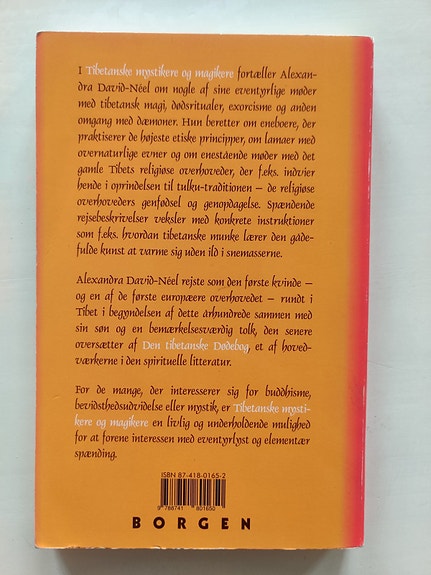 I Tibetanske mystikere og magikere fortæller Alexan-
dra David-Néel om nogle af sine eventyrlige møder
med tibetansk magi, dødsritualer, exorcisme og anden
omgang med dæmoner. Hun beretter om eneboere, der
praktiserer de højeste etiske principper, om lamaer med
overnaturlige evner og om enestående møder med det
gamle Tibets religiøse overhoveder, der f.eks. indvier
hende i oprindelsen til tulku-traditionen – de religiøse
overhoveders genfødsel og genopdagelse. Spændende
rejsebeskrivelser veksler med konkrete instruktioner
som f.eks. hvordan tibetanske munke lærer den gåde-
fulde kunst at varme sig uden ild i snemasserne.
Alexandra David-Néel rejste som den første kvinde –
og en af de første europæere overhovedet – rundt i
Tibet i begyndelsen af dette århundrede sammen med
sin søn og en bemærkelsesværdig tolk, den senere
oversætter af Den tibetanske Dødebog, et af hoved-
værkerne i den spirituelle litteratur.
For de mange, der interesserer sig for buddhisme,
bevidsthedsudvidelse eller mystik, er Tibetanske mysti-
kere og magikere en livlig og underholdende mulighed
for at forene interessen med eventyrlyst og elementær
spænding.
ISBN 87-418-0165-2
9 788741 801650
BORGEN